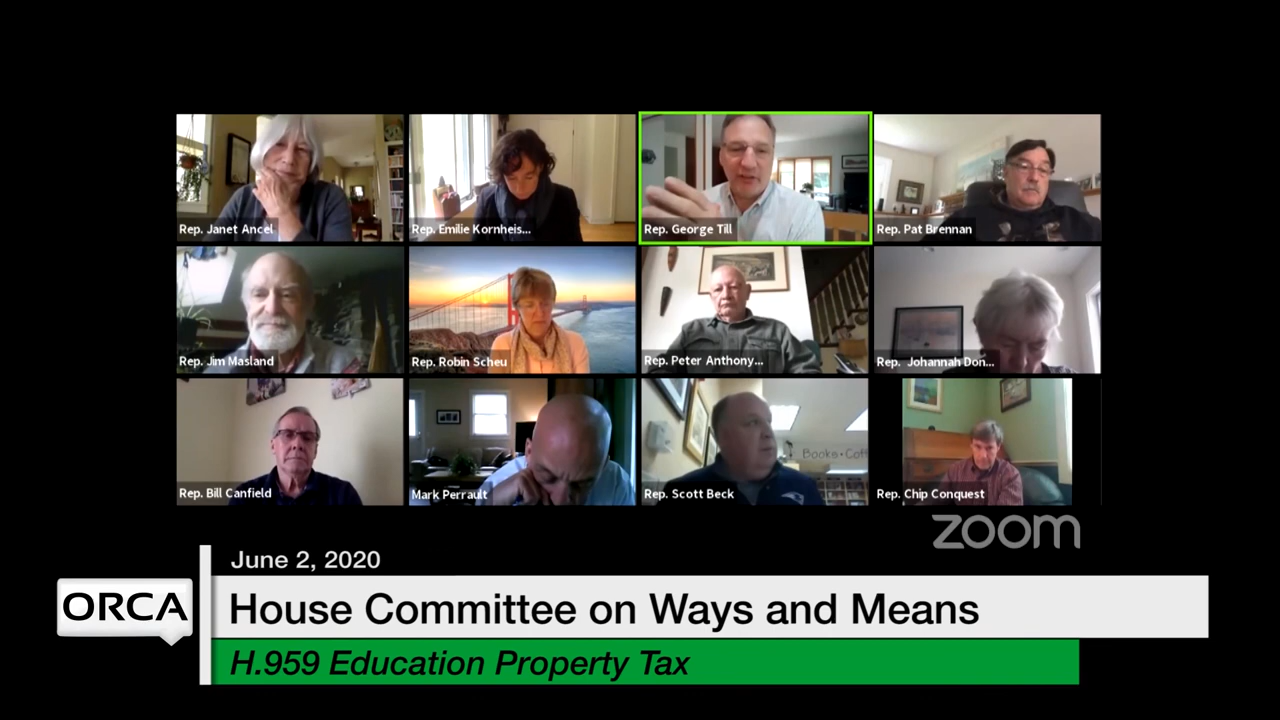 Rep. Janet Ancel
Rep. Emilie Kornheis...
Rep. George Till
Rep. Pat Brennan
Rep. Jim Masland
Rep. Robin Scheu
Rep. Peter Anthony...
Rep. Johannah Don...
Books•Coff
Rep. Bill Canfield
Mark Perrault
Rep. Scott Beck
Rep. Chip Conquest
zoom
June 2, 2020
ORCA
House Committee on Ways and Means
H.959 Education Property Tax